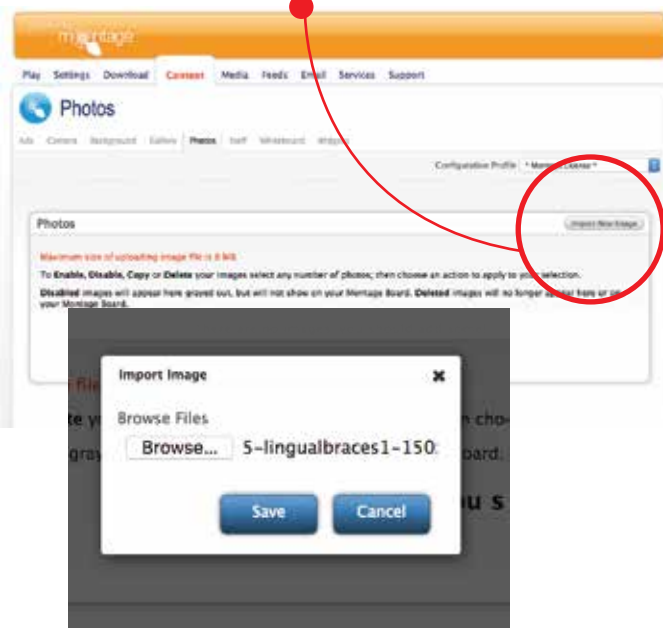 montage
Play Settings Download Content Media Feeds Email Services Support
Photos
Ads Camera Background Gallery Photos Staff Whiteboard Widgets
Configuration Profile * Montage License *
Photos
Import New Image
Maximum size of uploading image file is 8 MB
To Enable, Disable, Copy or Delete your images select any number of photos, then choose an action to apply to your selection.
Disabled images will appear here grayed out, but will not show on your Montage Board. Deleted images will no longer appear here or on
your Montage Board.
Import Image
Browse Files
Browse... 5-lingualbraces1-150
Save Cancel